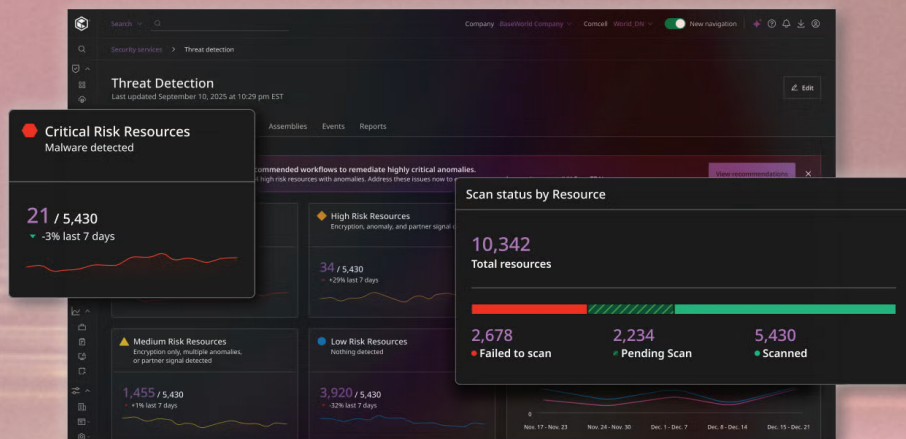 Search
Company BaseWorld Company
Comcell World_DN
New navigation
Security services > Threat detection
Threat Detection
Last updated September 10, 2025 at 10:29 pm EST
Edit
Assemblies Events Reports
Critical Risk Resources
Malware detected
21 / 5,430
-3% last 7 days
commended workflows to remediate highly critical anomalies.
4 high risk resources with anomalies. Address these issues now to
View recommendations
High Risk Resources
Encryption, anomaly, and partner signal
34 / 5,430
+29% last 7 days
Scan status by Resource
10,342
Total resources
2,678
Failed to scan
2,234
Pending Scan
5,430
Scanned
Medium Risk Resources
Encryption only, multiple anomalies,
or partner signal detected
1,455 / 5,430
+1% last 7 days
Low Risk Resources
Nothing detected
3,920 / 5,430
-32% last 7 days
0
Nov. 17 - Nov. 23 Nov. 24 - Nov. 30 Dec. 1 - Dec. 7 Dec. 8 - Dec. 14 Dec. 15 - Dec. 21